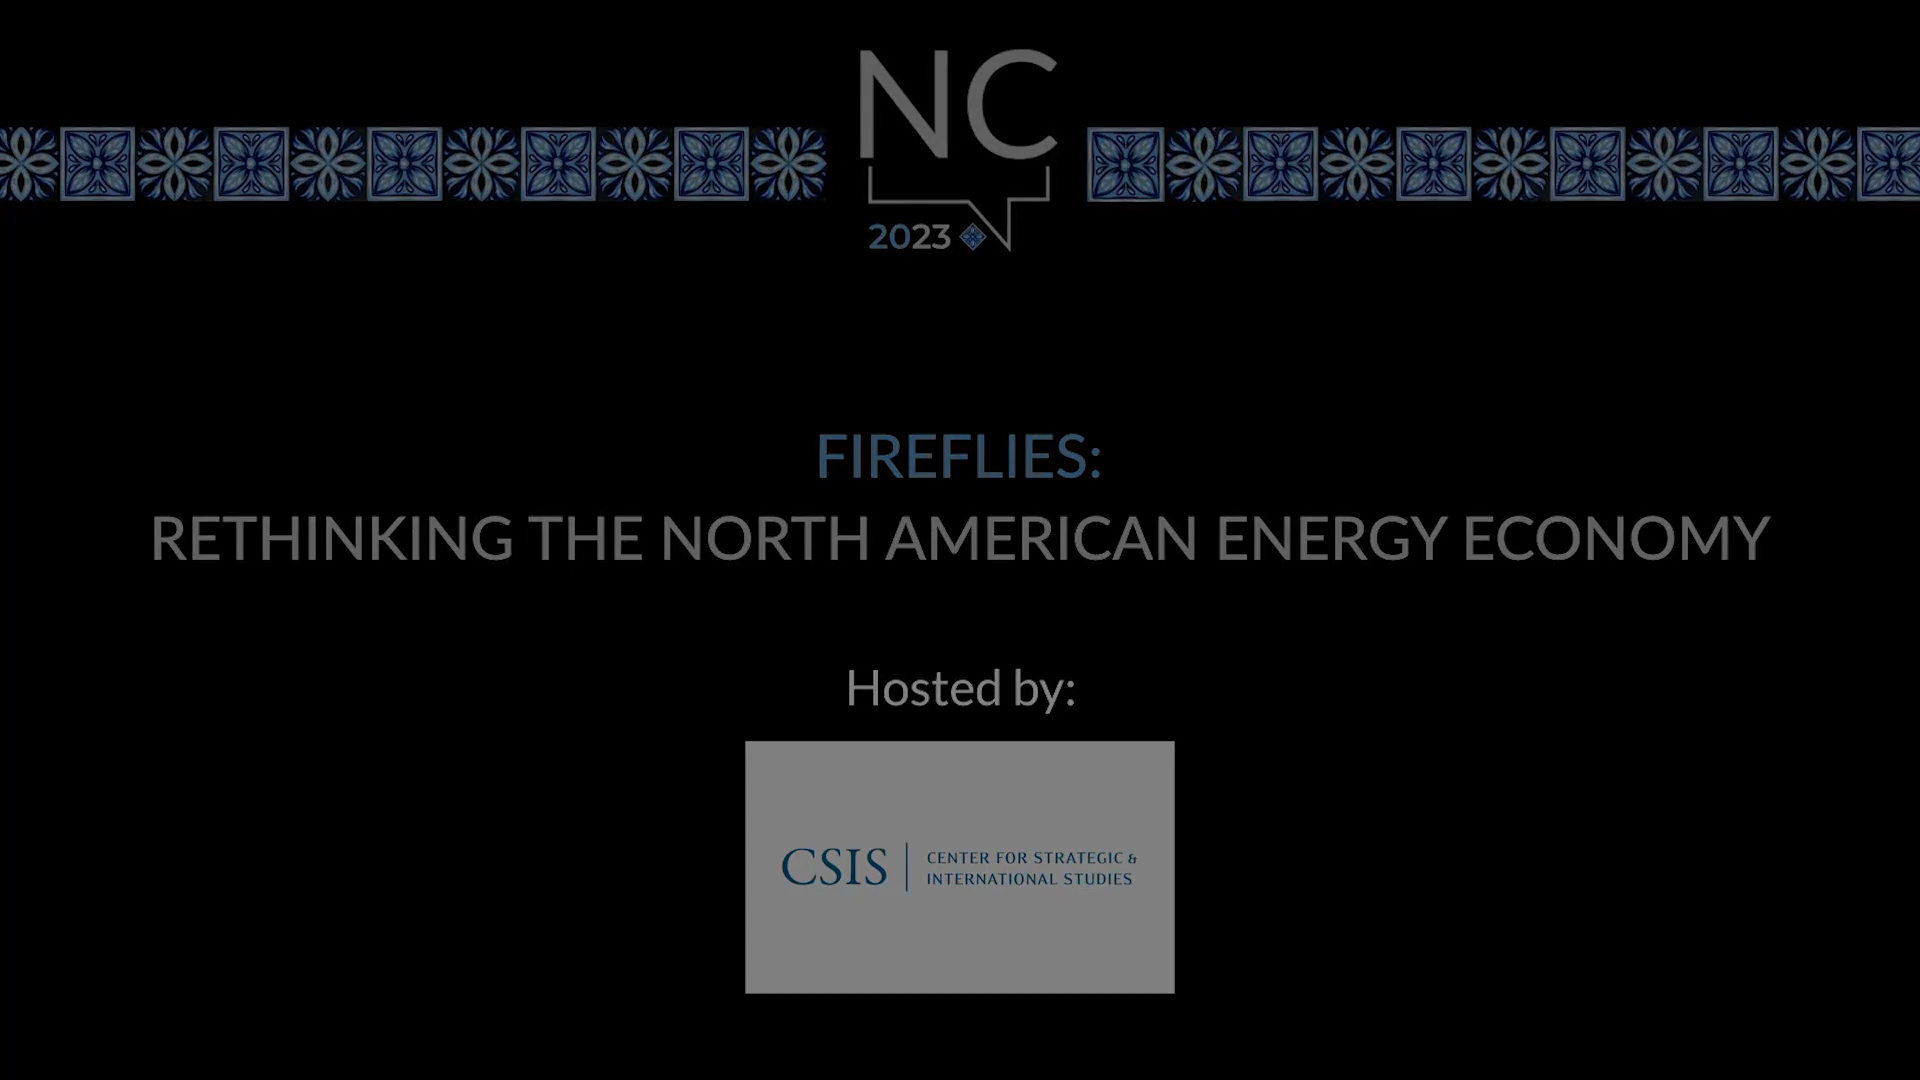 NC
2023
FIREFLIES:
RETHINKING THE NORTH AMERICAN ENERGY ECONOMY
Hosted by:
CSIS
CENTER FOR STRATEGIC &
INTERNATIONAL STUDIES